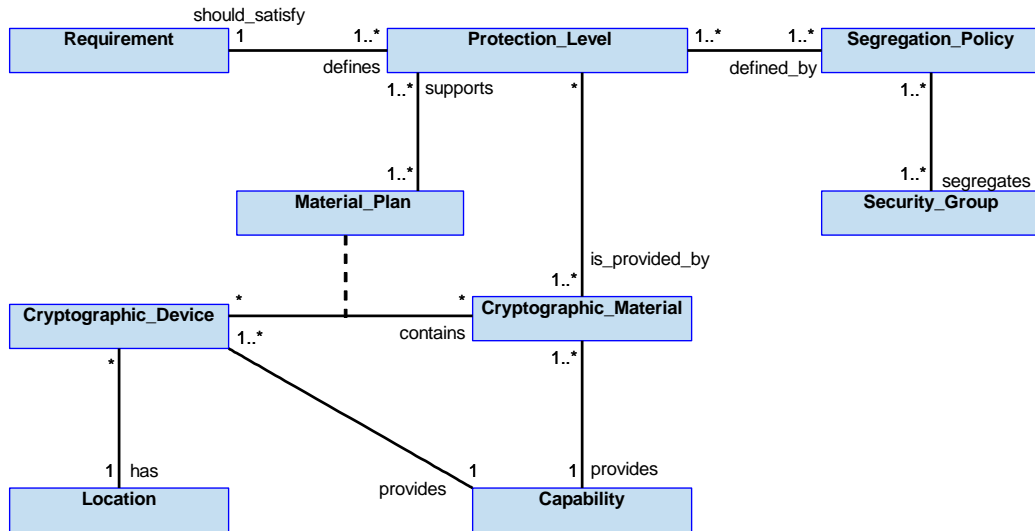 should_satisfy
Requirement
1
1..*
defines
Protection_Level
1..*
1..*
defined_by
Segregation_Policy
1..*
supports
*
1..*
1..*
Material_Plan
1..*
segregates
Security_Group
is_provided_by
1..*
Cryptographic_Device
*
*
contains
Cryptographic_Material
1..*
1..*
*
1
has
Location
provides
1
1
provides
Capability